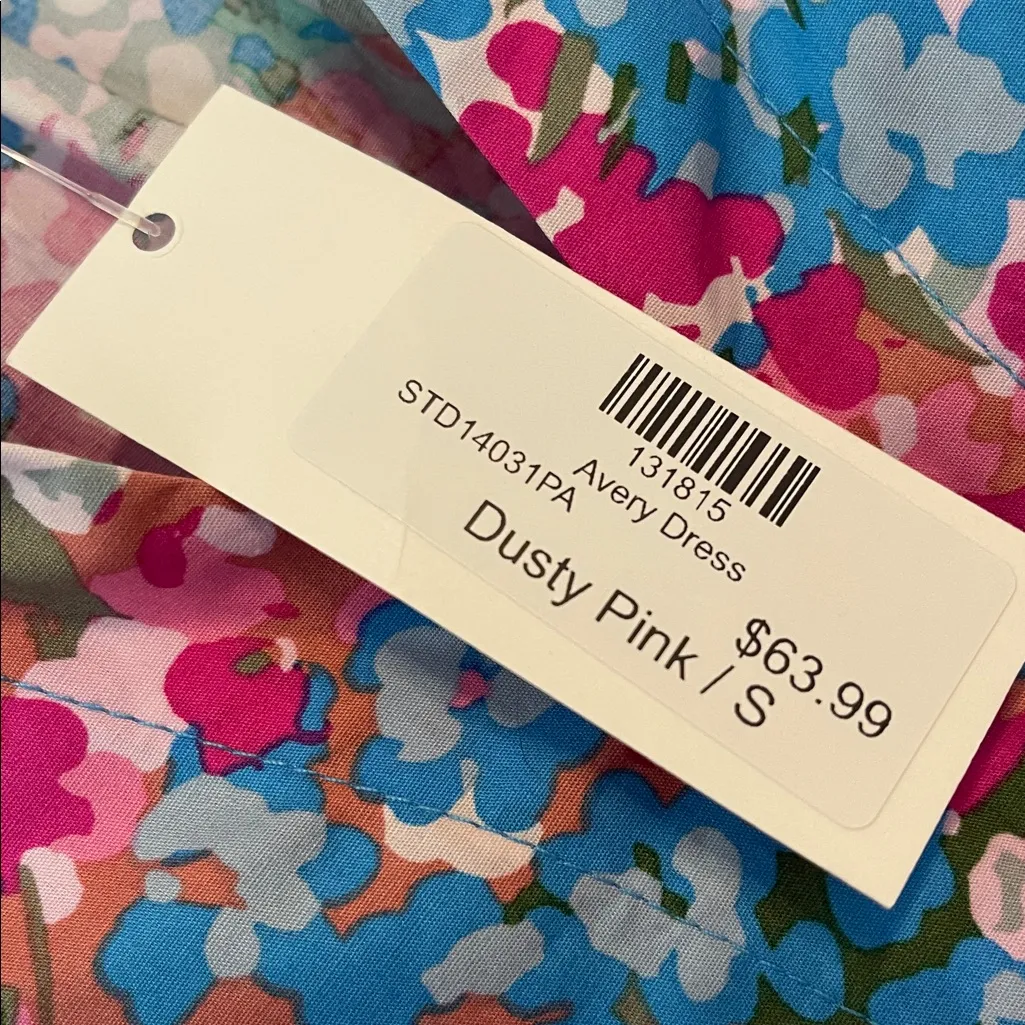 131815
Avery Dress
STD14031PA
$63.99
Dusty Pink / S